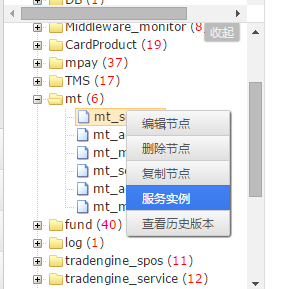 DB (1)
Middleware_monitor (8)
收起
CardProduct (19)
mpay (37)
TMS (17)
mt (6)
mt_se
编辑节点
mt_a
删除节点
mt_m
复制节点
mt_se
服务实例
mt_a
查看历史版本
mt_m
fund (40)
log (1)
tradengine_spos (11)
tradengine_service (12)